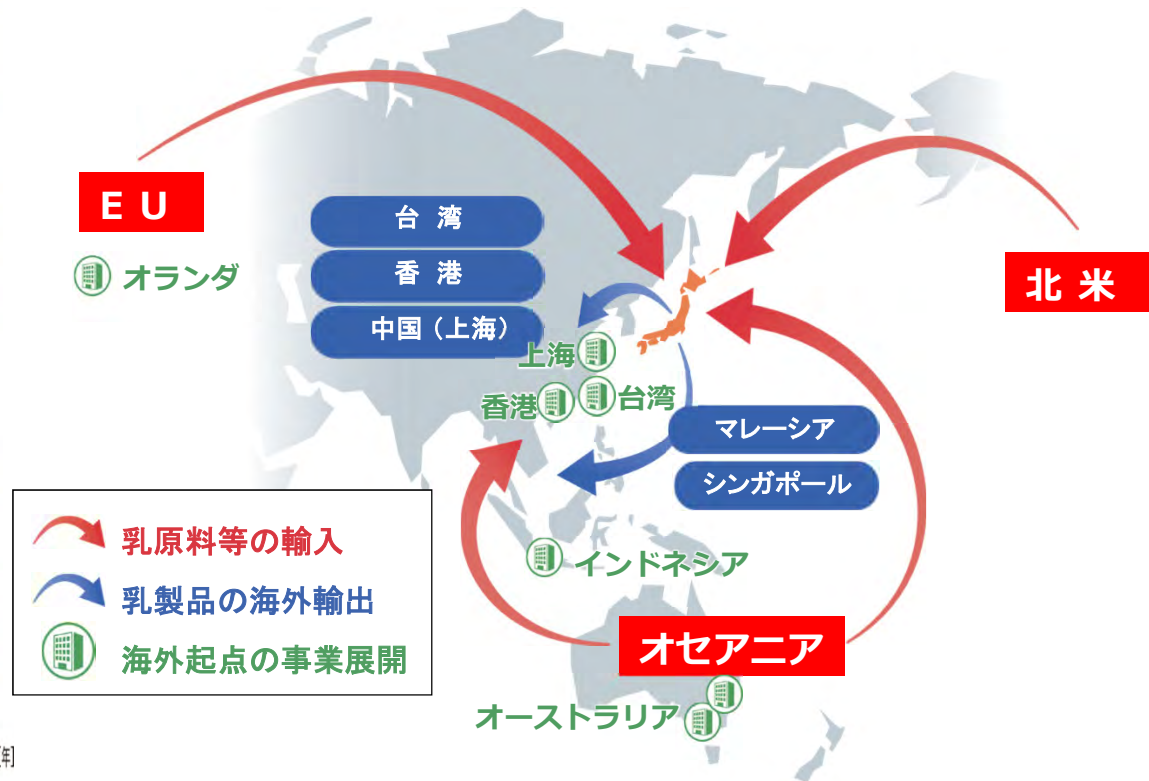 ＥＵ
オランダ
台 湾
香 港
中国（上海）
北 米
上海
香港
台湾
マレーシア
シンガポール
インドネシア
乳原料等の輸入
乳製品の海外輸出
海外起点の事業展開
オセアニア
オーストラリア
年]